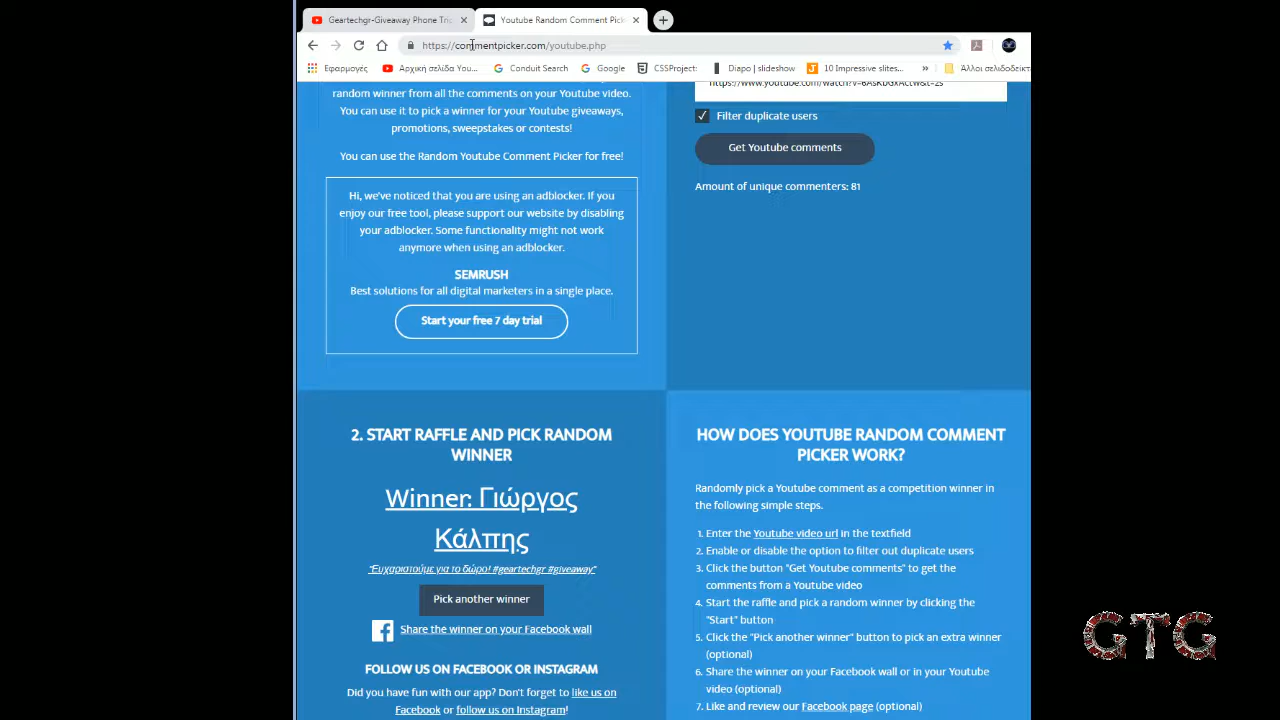 Geartechgr-Giveaway Phone Tri
Youtube Random Comment Pick
https://commentpicker.com/youtube.php
Εφαρμογές
Αρχική σελίδα You...
Conduit Search
Google
CSSProject:
Diapo | slideshow
10 Impressive slites...
»
Άλλοι σελιδοδείκτ
random winner from all the comments on your Youtube video.
You can use it to pick a winner for your Youtube giveaways,
promotions, sweepstakes or contests!
You can use the Random Youtube Comment Picker for free!
Hi, we've noticed that you are using an adblocker. If you
enjoy our free tool, please support our website by disabling
your adblocker. Some functionality might not work
anymore when using an adblocker.
SEMRUSH
Best solutions for all digital marketers in a single place.
Start your free 7 day trial
Filter duplicate users
Get Youtube comments
Amount of unique commenters: 81
2. START RAFFLE AND PICK RANDOM
WINNER
Winner: Γιώργος
Κάλπης
"Ευχαριστούμε για το δώρο! #geartechgr #giveaway"
Pick another winner
Share the winner on your Facebook wall
FOLLOW US ON FACEBOOK OR INSTAGRAM
Did you have fun with our app? Don't forget to like us on
Facebook or follow us on Instagram!
HOW DOES YOUTUBE RANDOM COMMENT
PICKER WORK?
Randomly pick a Youtube comment as a competition winner in
the following simple steps.
1. Enter the Youtube video url in the textfield
2. Enable or disable the option to filter out duplicate users
3. Click the button "Get Youtube comments" to get the
comments from a Youtube video
4. Start the raffle and pick a random winner by clicking the
"Start" button
5. Click the "Pick another winner" button to pick an extra winner
(optional)
6. Share the winner on your Facebook wall or in your Youtube
video (optional)
7. Like and review our Facebook page (optional)
GTG